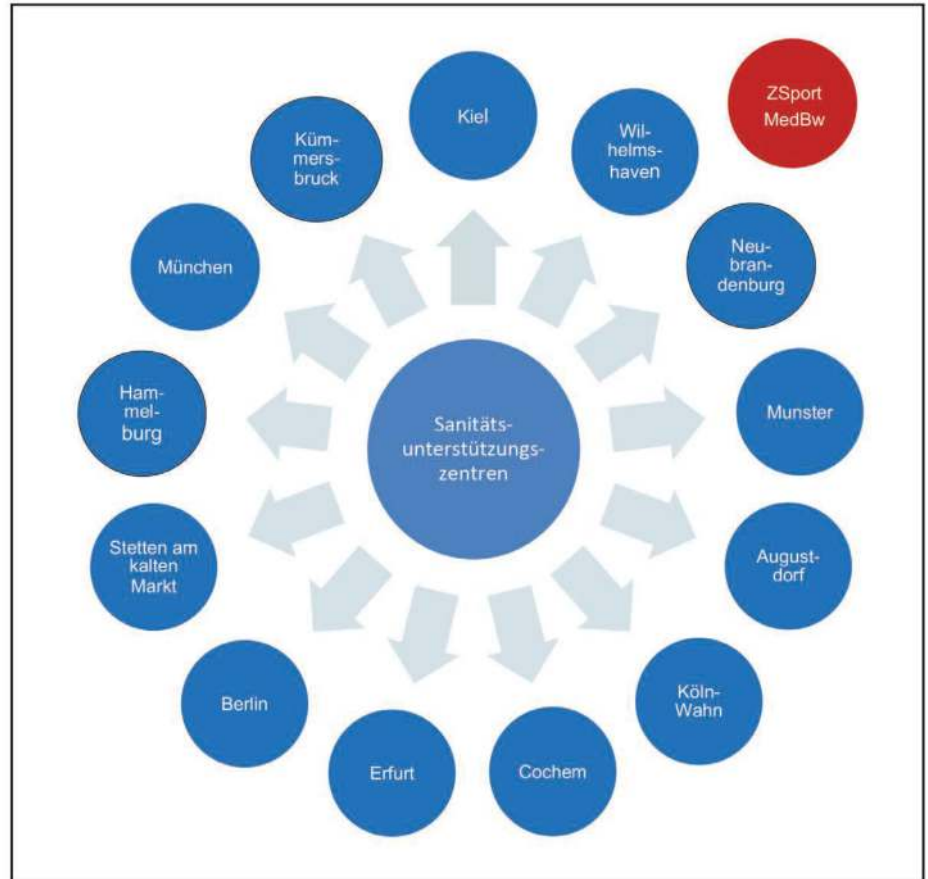 Kiel
Wil-
helms-
haven
ZSport
MedBw
Neu-
bran-
denburg
Munster
August-
dorf
Köln-
Wahn
Cochem
Erfurt
Berlin
Stetten am
kalten
Markt
Ham-
mel-
burg
München
Küm-
mers-
bruck
Sanitäts-
unterstützungs-
zentren